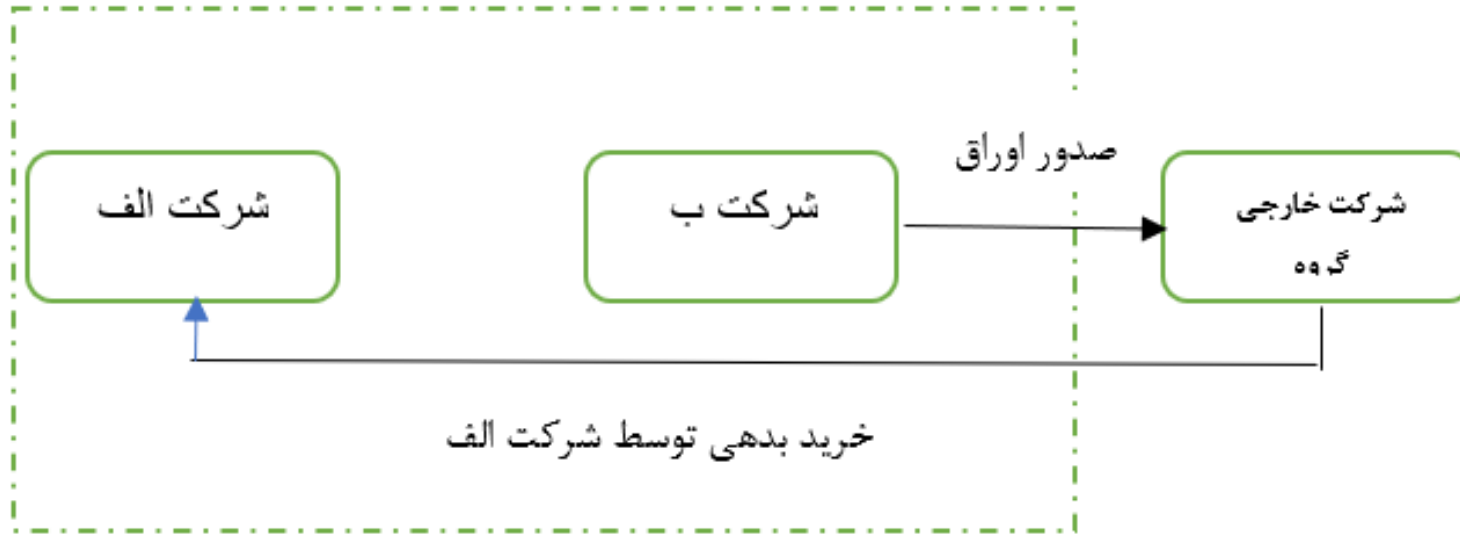 صدور اوراق
شرکت خارجی
گروه
شرکت ب
شرکت الف
خرید بدهی توسط شرکت الف